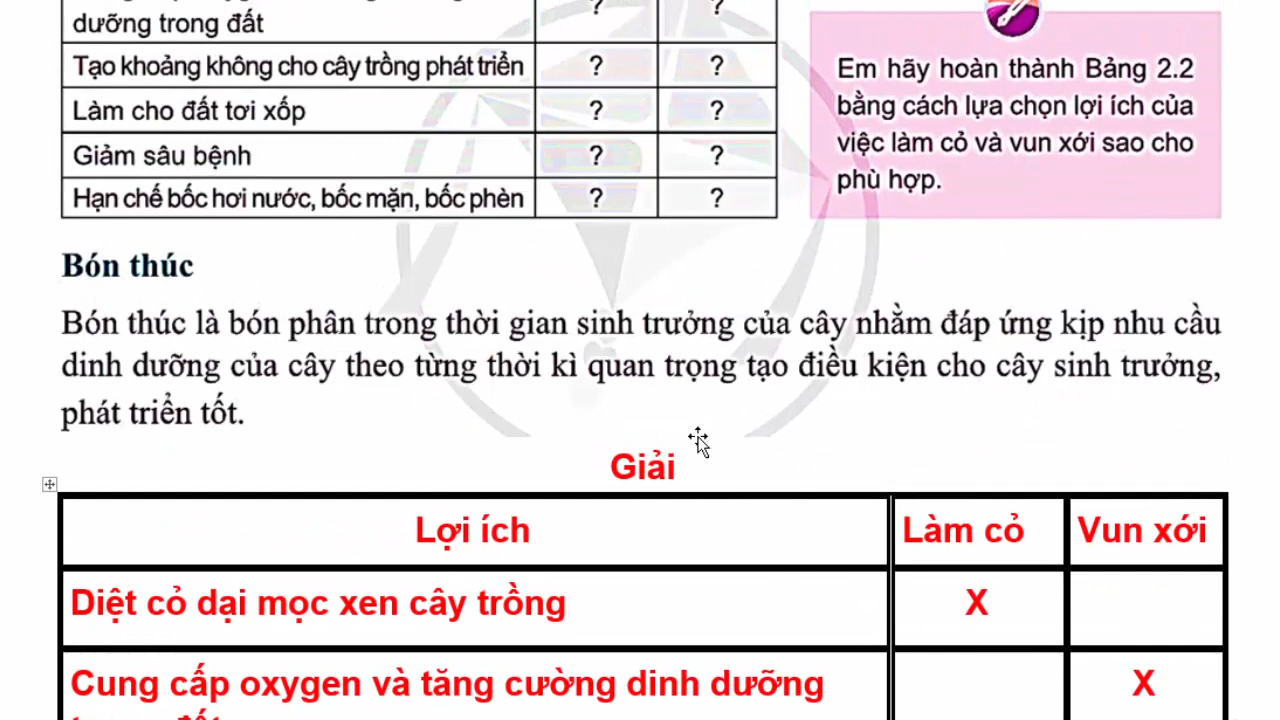 ? ?
dưỡng trong đất
Tạo khoảng không cho cây trồng phát triển ? ?
Làm cho đất tơi xốp ? ?
Giảm sâu bệnh ? ?
Hạn chế bốc hơi nước, bốc mặn, bốc phèn ? ?
Em hãy hoàn thành Bảng 2.2
bằng cách lựa chọn lợi ích của
việc làm cỏ và vun xới sao cho
phù hợp.
Bón thúc
Bón thúc là bón phân trong thời gian sinh trưởng của cây nhằm đáp ứng kịp nhu cầu
dinh dưỡng của cây theo từng thời kì quan trọng tạo điều kiện cho cây sinh trưởng,
phát triển tốt.
Giải
Lợi ích Làm cỏ Vun xới
Diệt cỏ dại mọc xen cây trồng X
Cung cấp oxygen và tăng cường dinh dưỡng X